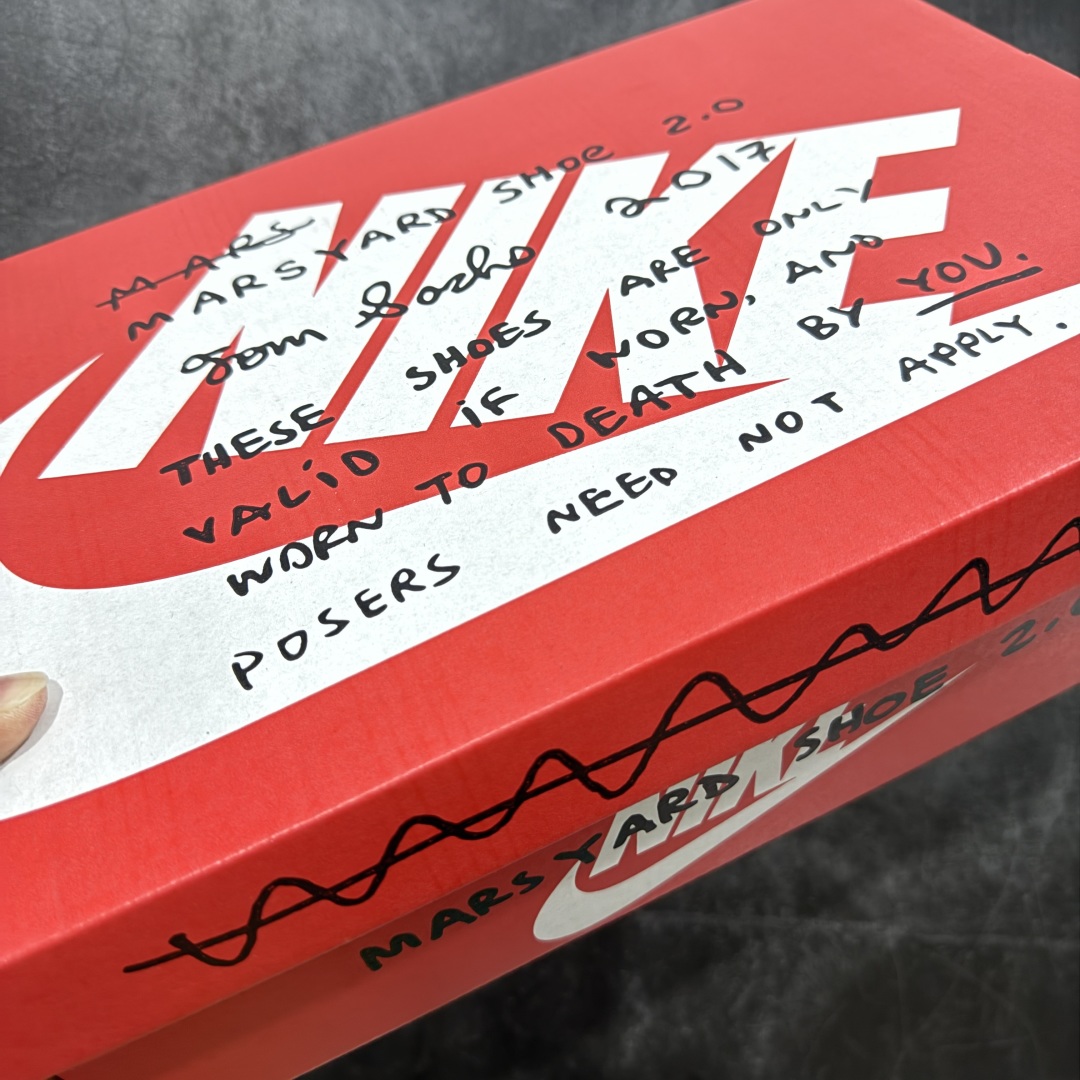 NIKE
MARS
MARSYARD SHOE 2.0
Tom Sachs 2017
THESE SHOES ARE ONLY
VALID IF WORN, AND
WORN TO DEATH BY YOU.
POSERS NEED NOT APPLY.
NIKE
MARSYARD SHOE 2.0